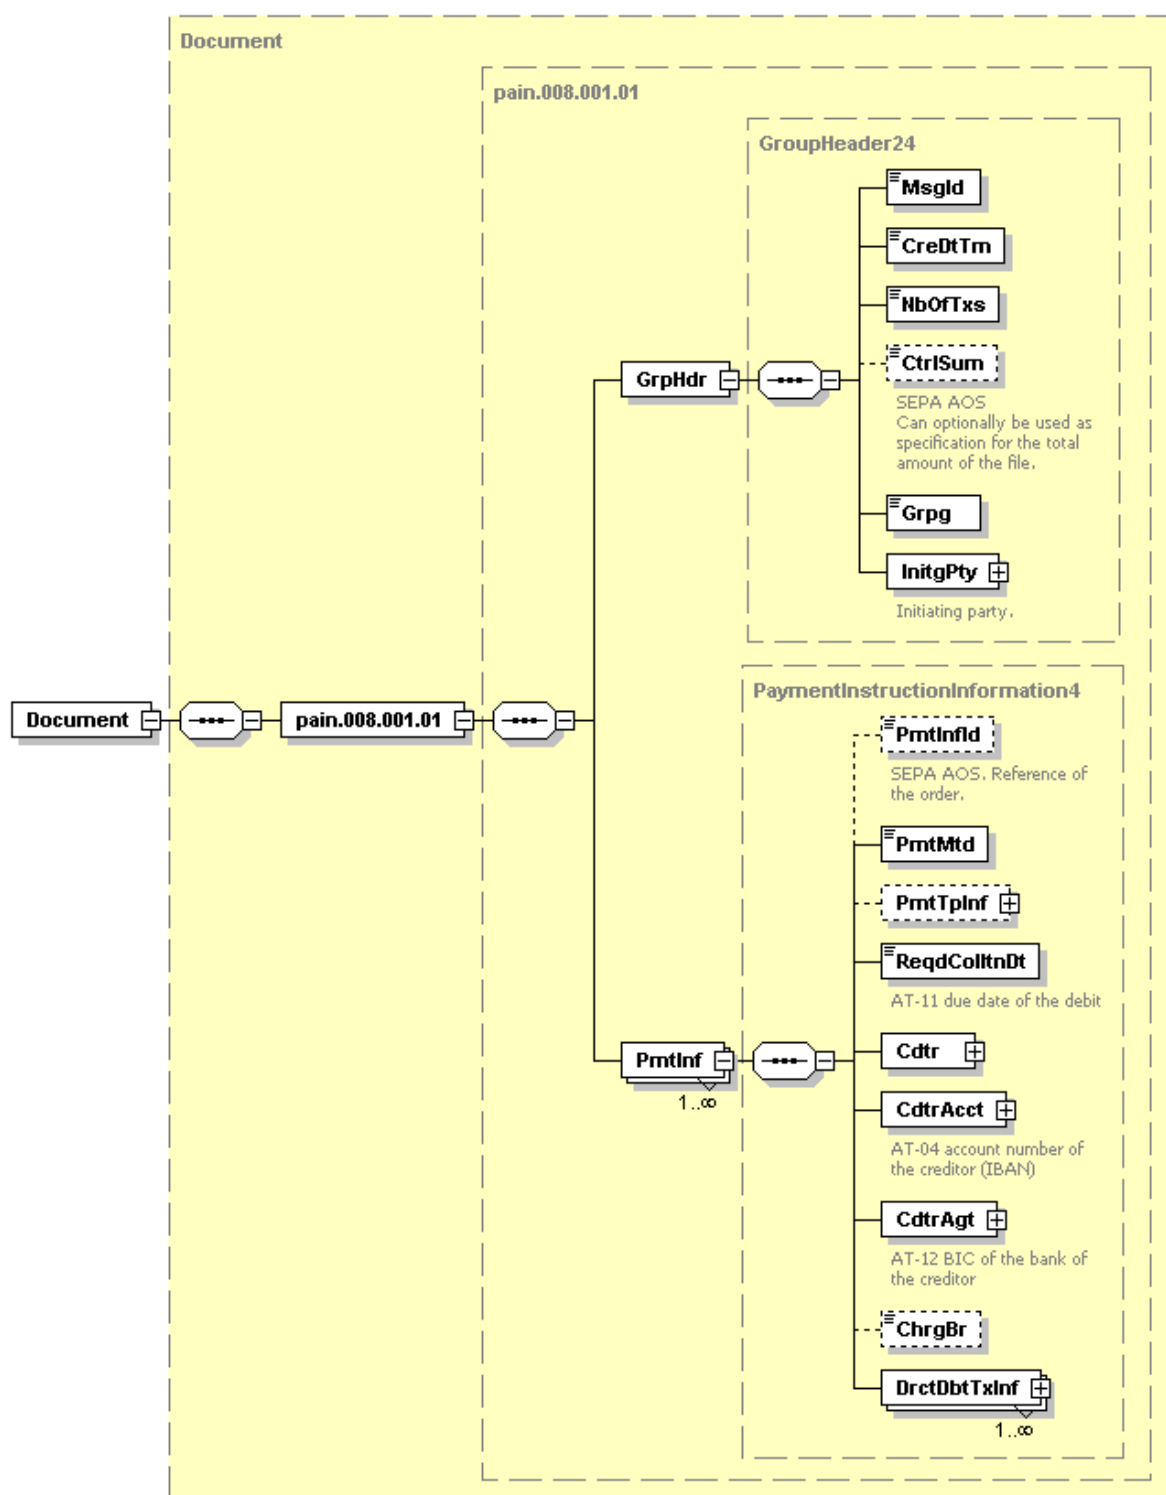 Document
pain.008.001.01
GroupHeader24
MsgId
CreDtTm
NbOfTxs
GrpHdr
CtrlSum
SEPA AOS
Can optionally be used as
specification for the total
amount of the file.
Grpg
InitgPty
Initiating party.
PaymentInstructionInformation4
Document
pain.008.001.01
PmtInfId
SEPA AOS. Reference of
the order.
PmtMtd
PmtTpInf
ReqdColltnDt
AT-11 due date of the debit
PmtInf
1..∞
Cdtr
CdtrAcct
AT-04 account number of
the creditor (IBAN)
CdtrAgt
AT-12 BIC of the bank of
the creditor
ChrgBr
DrctDbtTxInf
1..∞